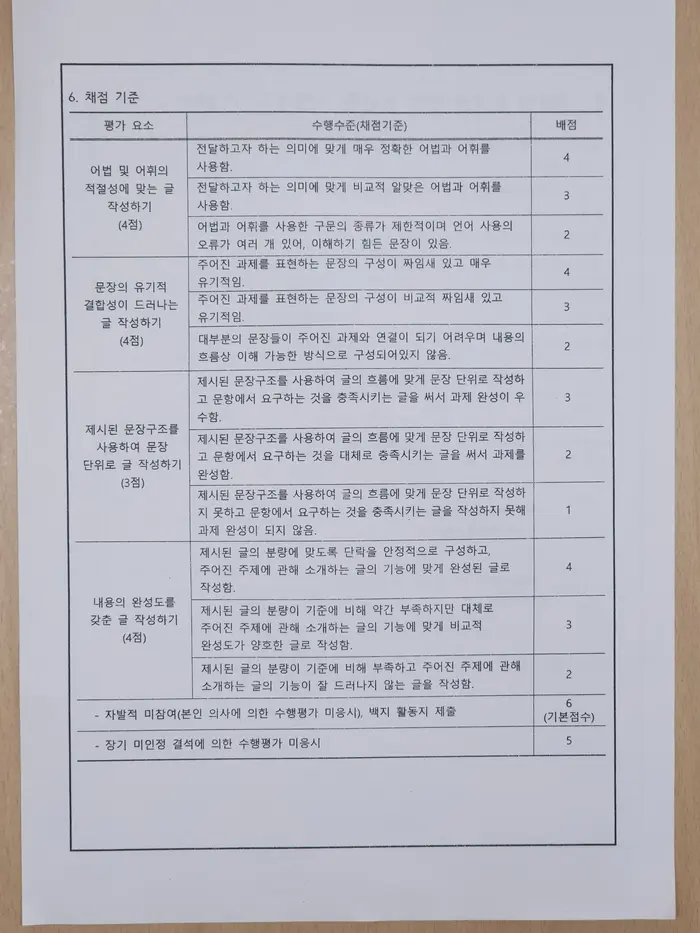 6. 채점 기준
평가 요소
수행수준(채점기준)
배점
어법 및 어휘의
적절성에 맞는 글
작성하기
(4점)
전달하고자 하는 의미에 맞게 매우 정확한 어법과 어휘를
사용함.
4
전달하고자 하는 의미에 맞게 비교적 알맞은 어법과 어휘를
사용함.
3
어법과 어휘를 사용한 구문의 종류가 제한적이며 언어 사용의
오류가 여러 개 있어, 이해하기 힘든 문장이 있음.
2
문장의 유기적
결합성이 드러나는
글 작성하기
(4점)
주어진 과제를 표현하는 문장의 구성이 짜임새 있고 매우
유기적임.
4
주어진 과제를 표현하는 문장의 구성이 비교적 짜임새 있고
유기적임.
3
대부분의 문장들이 주어진 과제와 연결이 되기 어려우며 내용의
흐름상 이해 가능한 방식으로 구성되어있지 않음.
2
제시된 문장구조를
사용하여 문장
단위로 글 작성하기
(3점)
제시된 문장구조를 사용하여 글의 흐름에 맞게 문장 단위로 작성하
고 문항에서 요구하는 것을 충족시키는 글을 써서 과제 완성이 우
수함.
3
제시된 문장구조를 사용하여 글의 흐름에 맞게 문장 단위로 작성하
고 문항에서 요구하는 것을 대체로 충족시키는 글을 써서 과제를
완성함.
2
제시된 문장구조를 사용하여 글의 흐름에 맞게 문장 단위로 작성하
지 못하고 문항에서 요구하는 것을 충족시키는 글을 작성하지 못해
과제 완성이 되지 않음.
1
내용의 완성도를
갖춘 글 작성하기
(4점)
제시된 글의 분량에 맞도록 단락을 안정적으로 구성하고,
주어진 주제에 관해 소개하는 글의 기능에 맞게 완성된 글로
작성함.
4
제시된 글의 분량이 기준에 비해 약간 부족하지만 대체로
주어진 주제에 관해 소개하는 글의 기능에 맞게 비교적
완성도가 양호한 글로 작성함.
3
제시된 글의 분량이 기준에 비해 부족하고 주어진 주제에 관해
소개하는 글의 기능이 잘 드러나지 않는 글을 작성함.
2
- 자발적 미참여(본인 의사에 의한 수행평가 미응시), 백지 활동지 제출
6
(기본점수)
- 장기 미인정 결석에 의한 수행평가 미응시
5